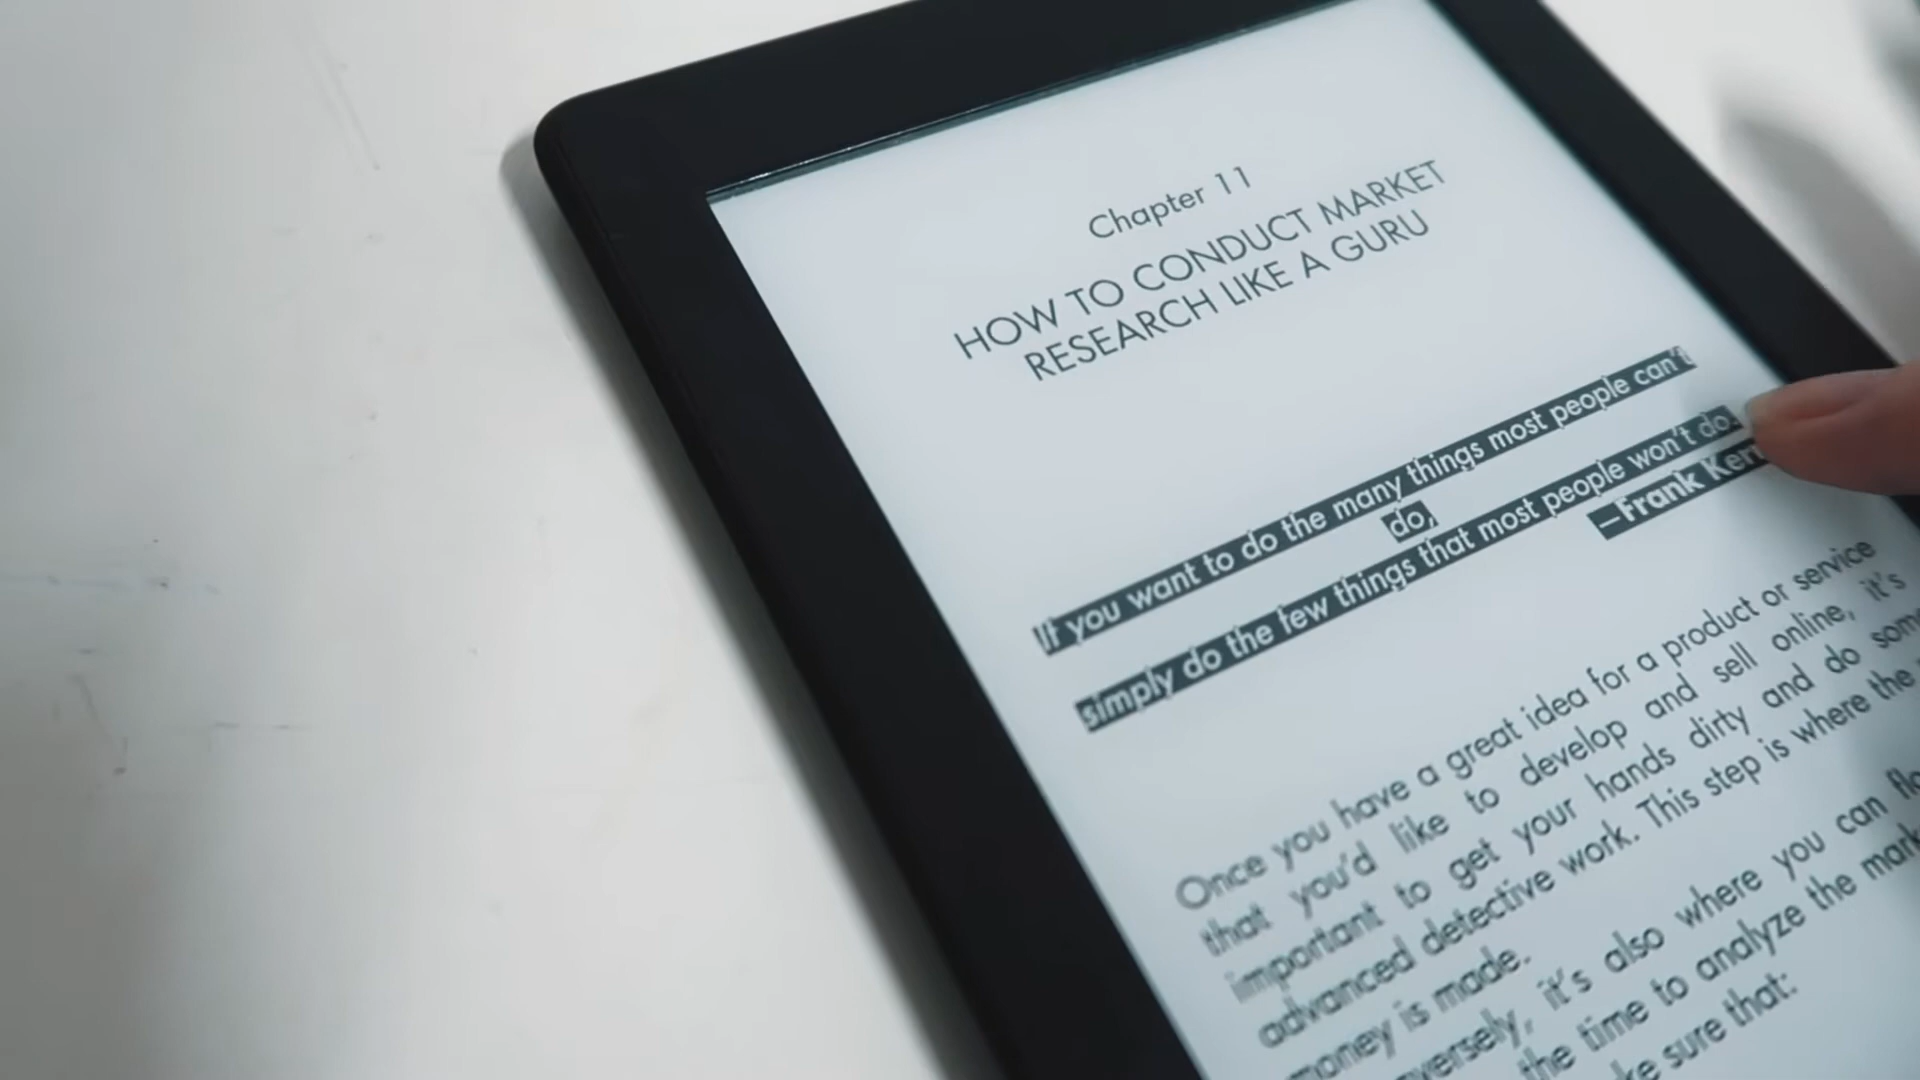 Chapter 11
HOW TO CONDUCT MARKET
RESEARCH LIKE A GURU
If you want to do the many things most people can't
do,
simply do the few things that most people won't do.
—Frank
Once you have a great idea for a product or service
that you'd like to develop and sell online, it's
important to get your hands dirty and do
advanced detective work. This step is where the
money is made.
it's also where you can
the time to analyze the
sure that: